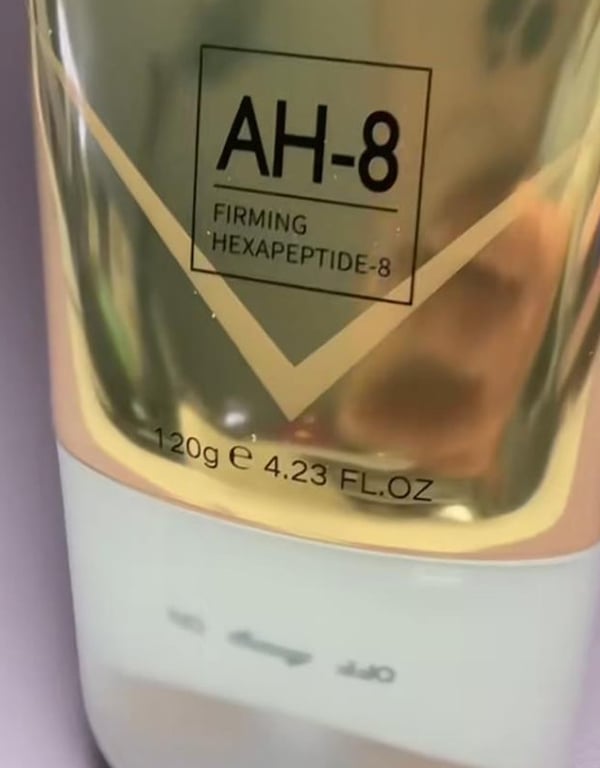 AH-8
FIRMING
HEXAPEPTIDE-8
120g ℮ 4.23 FL.OZ